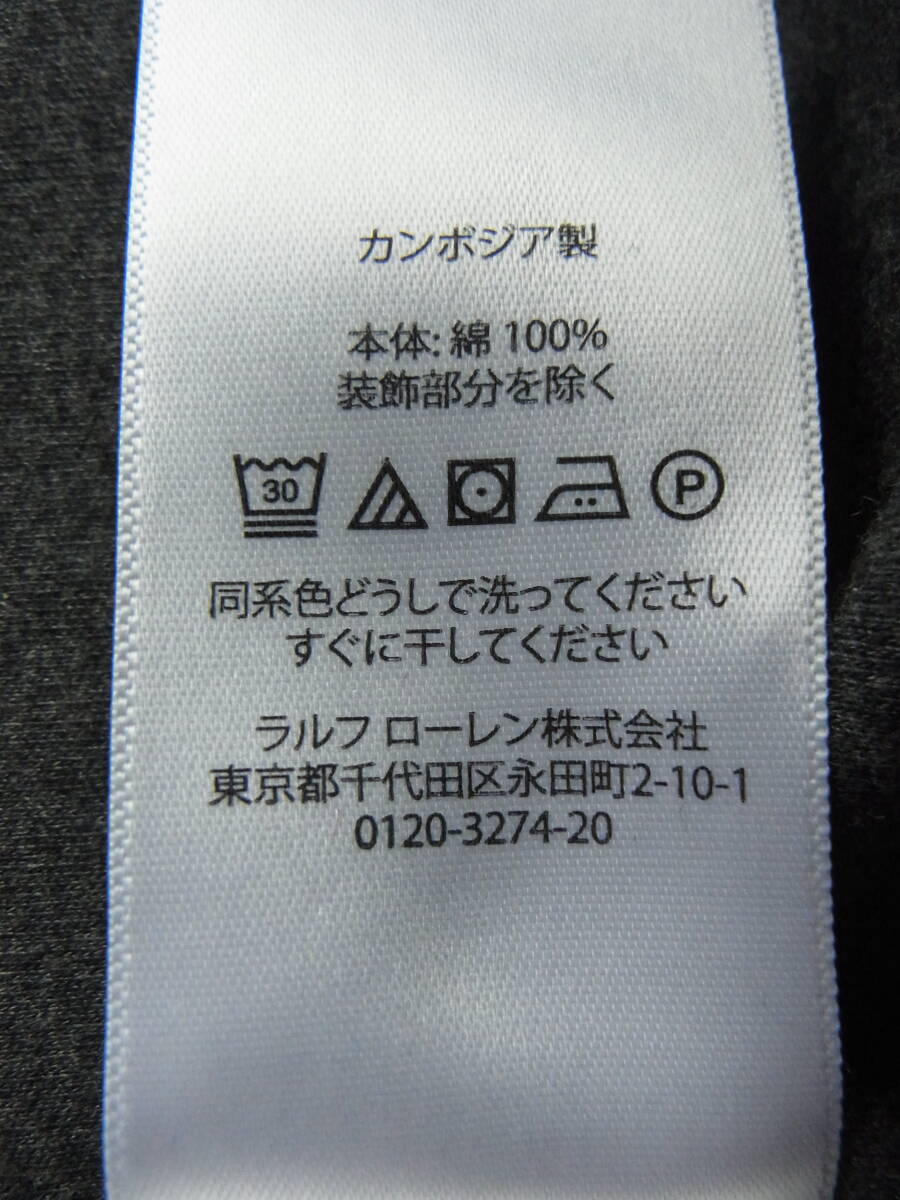 カンボジア製
本体: 綿 100%
装飾部分を除く
30 P
同系色どうしで洗ってください
すぐに干してください
ラルフ ローレン株式会社
東京都千代田区永田町2-10-1
0120-3274-20